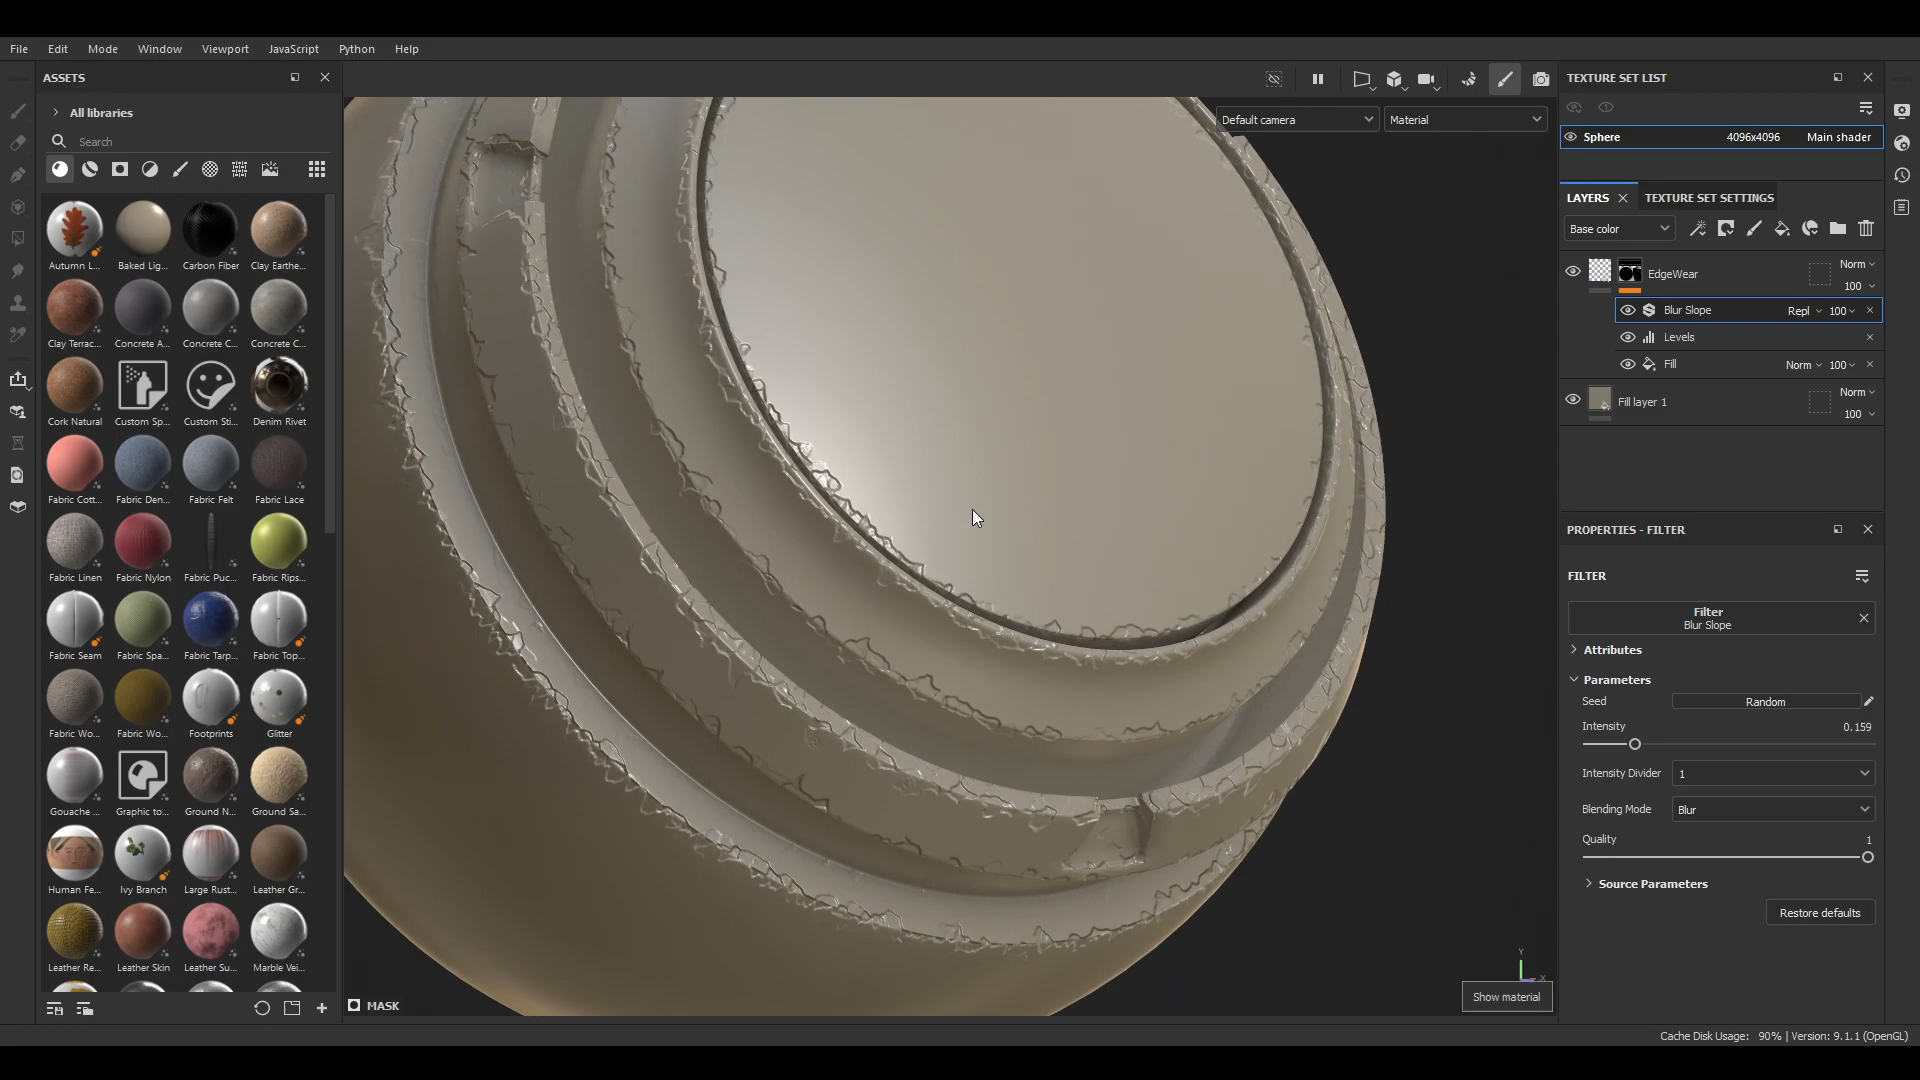 File Edit Mode Window Viewport JavaScript Python Help
ASSETS
All libraries
Search
Autumn L... Baked Lig... Carbon Fiber Clay Earthe...
Clay Terrac... Concrete A... Concrete C... Concrete C...
Cork Natural Custom Sp... Custom Sti... Denim Rivet
Fabric Cott... Fabric Den... Fabric Felt Fabric Lace
Fabric Linen Fabric Nylon Fabric Puc... Fabric Rips...
Fabric Seam Fabric Spa... Fabric Tarp... Fabric Top...
Fabric Wo... Fabric Wo... Footprints Glitter
Gouache ... Graphic to... Ground N... Ground Sa...
Human Fe... Ivy Branch Large Rust... Leather Gr...
Leather Re... Leather Skin Leather Su... Marble Vei...
Default camera Material
MASK
Y
X
Show material
TEXTURE SET LIST
Sphere 4096x4096 Main shader
LAYERS TEXTURE SET SETTINGS
Base color
EdgeWear Norm
100
Blur Slope Repl 100
Levels
Fill Norm 100
Fill layer 1 Norm
100
PROPERTIES - FILTER
FILTER
Filter
Blur Slope
Attributes
Parameters
Seed Random
Intensity 0.159
Intensity Divider 1
Blending Mode Blur
Quality 1
Source Parameters
Restore defaults
Cache Disk Usage: 90% | Version: 9.1.1 (OpenGL)